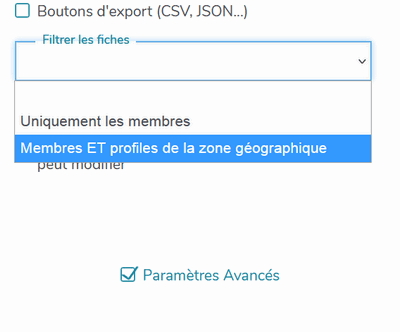 Boutons d'export (CSV, JSON...)
Filtrer les fiches
Uniquement les membres
Membres ET profiles de la zone géographique
peut modifier
Paramètres Avancés